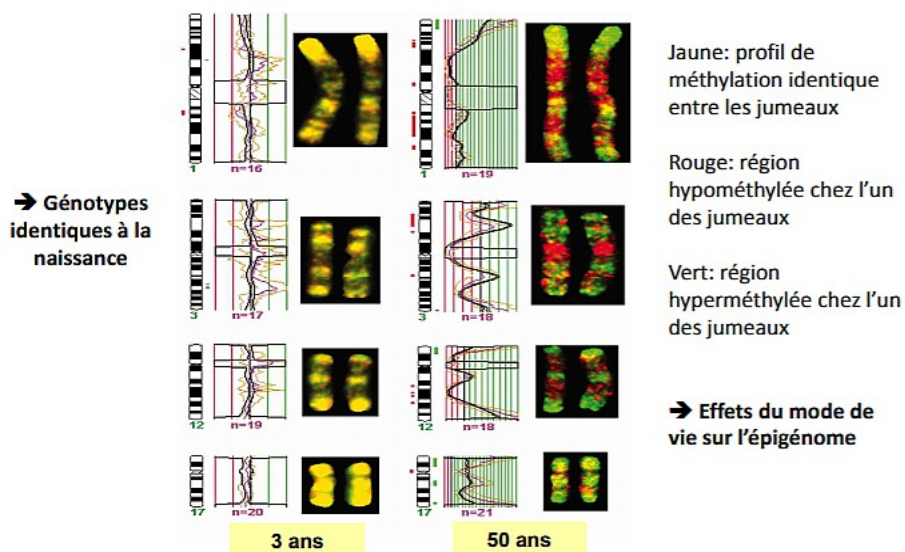 ➔ Génotypes
identiques à la
naissance
1
n=16
3
n=17
12
n=19
17
n=20
3 ans
1
n=19
3
n=18
12
n=18
17
n=21
50 ans
Jaune: profil de
méthylation identique
entre les jumeaux
Rouge: région
hypométhylée chez l'un
des jumeaux
Vert: région
hyperméthylée chez l'un
des jumeaux
➔ Effets du mode de
vie sur l'épigénome